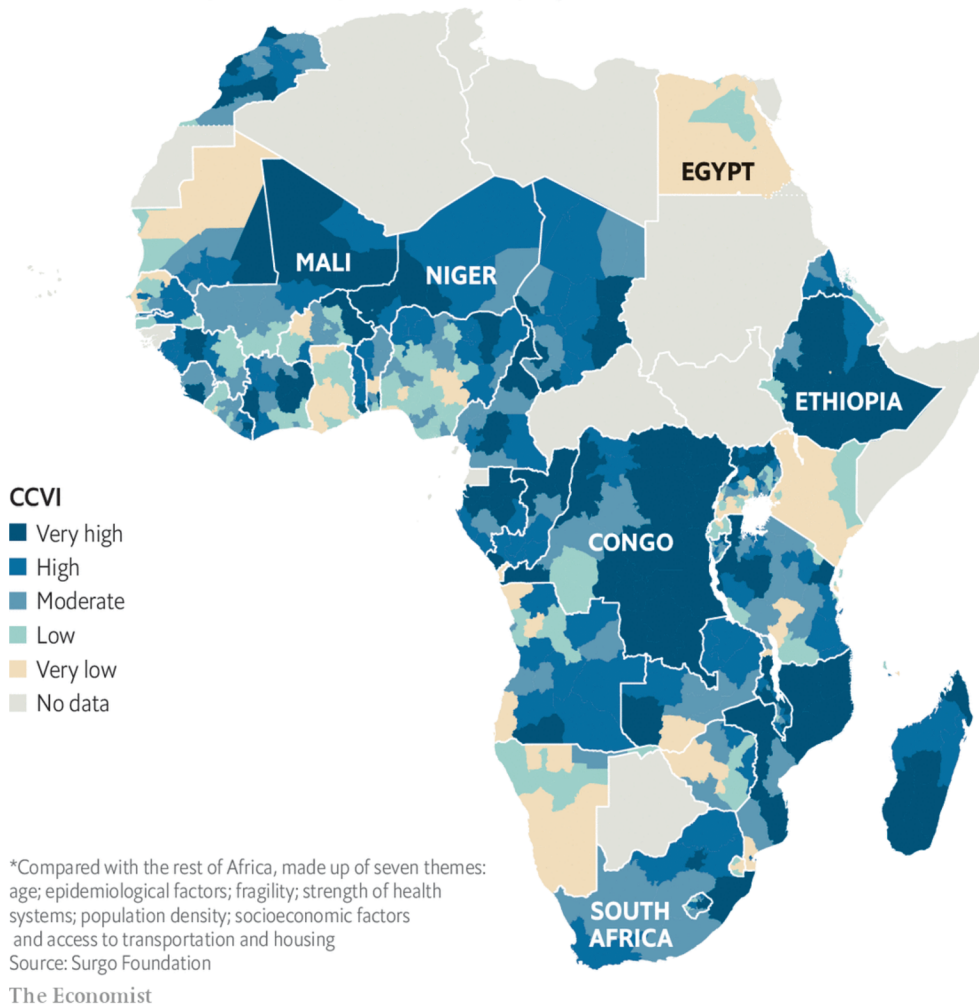 EGYPT
MALI
NIGER
ETHIOPIA
CCVI
Very high
High
Moderate
Low
Very low
No data
CONGO
*Compared with the rest of Africa, made up of seven themes:
age; epidemiological factors; fragility; strength of health
systems; population density; socioeconomic factors
and access to transportation and housing
Source: Surgo Foundation
The Economist
SOUTH
AFRICA